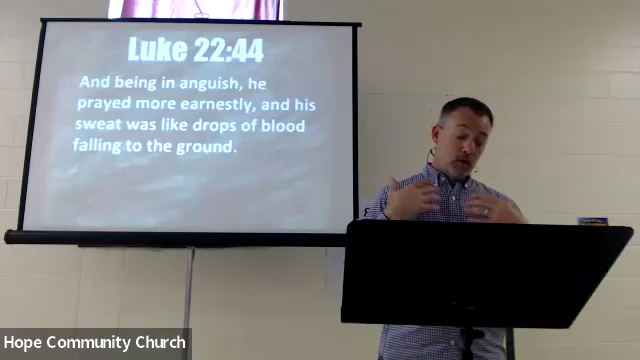 Luke 22:44
And being in anguish, he
prayed more earnestly, and his
sweat was like drops of blood
falling to the ground.
Hope Community Church